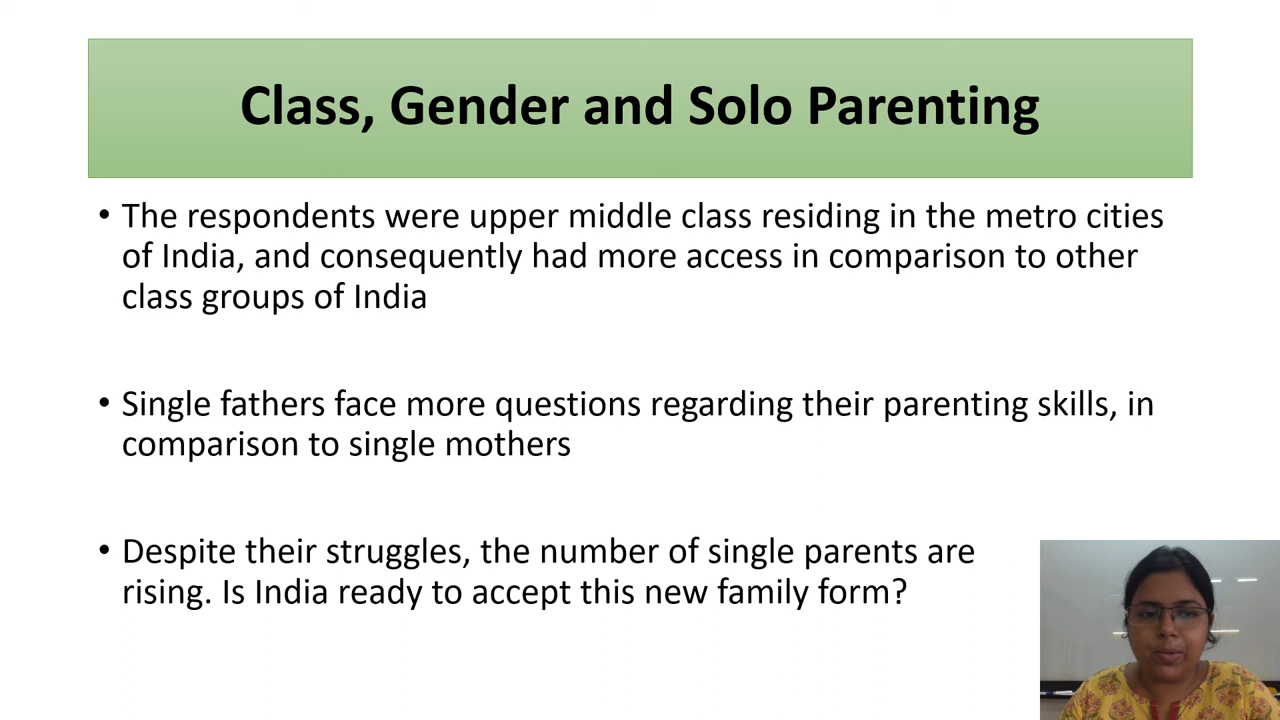 Class, Gender and Solo Parenting
• The respondents were upper middle class residing in the metro cities
of India, and consequently had more access in comparison to other
class groups of India
• Single fathers face more questions regarding their parenting skills, in
comparison to single mothers
• Despite their struggles, the number of single parents are
rising. Is India ready to accept this new family form?